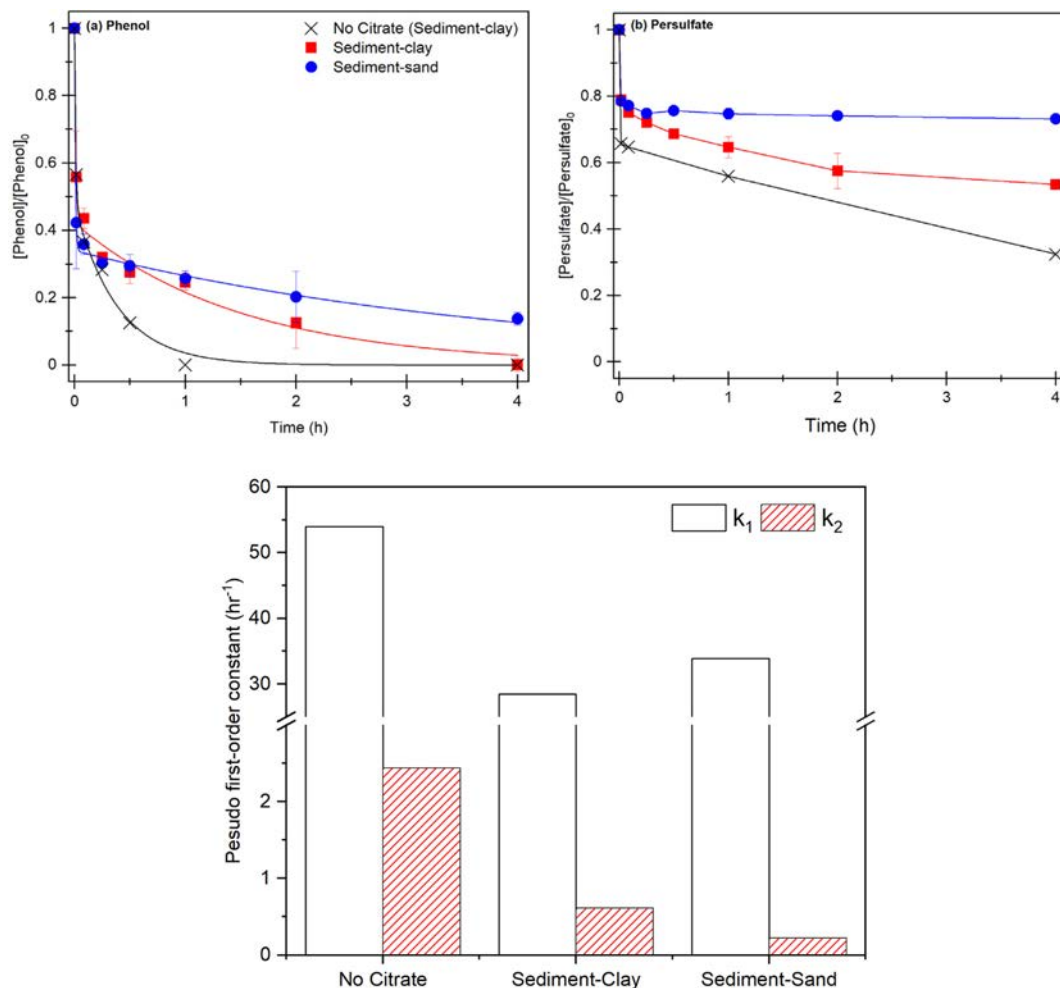 (a) Phenol
No Citrate (Sediment-clay)
Sediment-clay
Sediment-sand
[Phenol]/[Phenol]0
1
0.8
0.6
0.4
0.2
0
0
1
2
3
4
Time (h)
(b) Persulfate
[Persulfate]/[Persulfate]0
1
0.8
0.6
0.4
0.2
0
0
1
2
3
4
Time (h)
Pesudo first-order constant (hr-1)
60
50
40
30
2
1
0
k1
k2
No Citrate
Sediment-Clay
Sediment-Sand